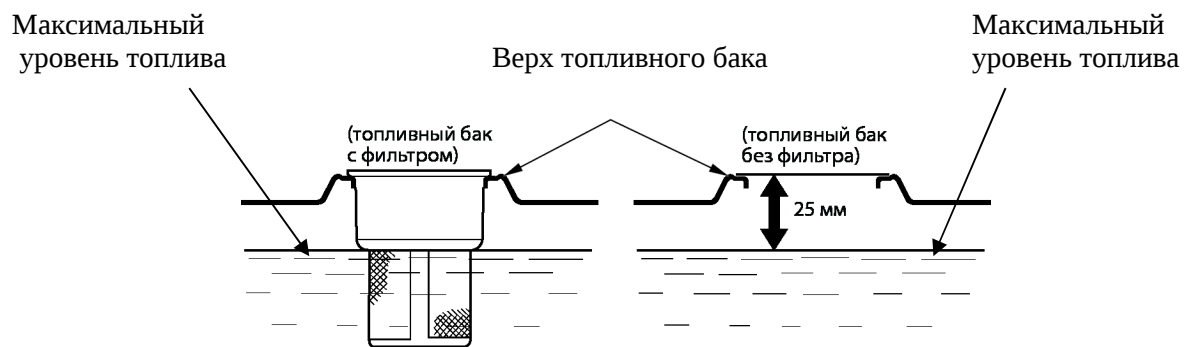 Максимальный
уровень топлива
Верх топливного бака
Максимальный
уровень топлива
(топливный бак
с фильтром)
(топливный бак
без фильтра)
25 мм